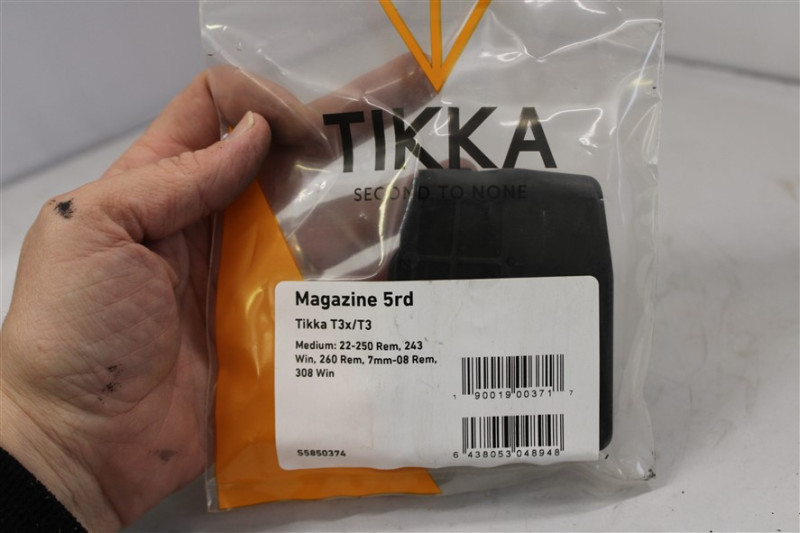 TIKKA
SECOND TO NONE
Magazine 5rd
Tikka T3x/T3
Medium: 22-250 Rem, 243
Win, 260 Rem, 7mm-08 Rem,
308 Win
1 90019 00371 7
6 438053 048948
S5850374